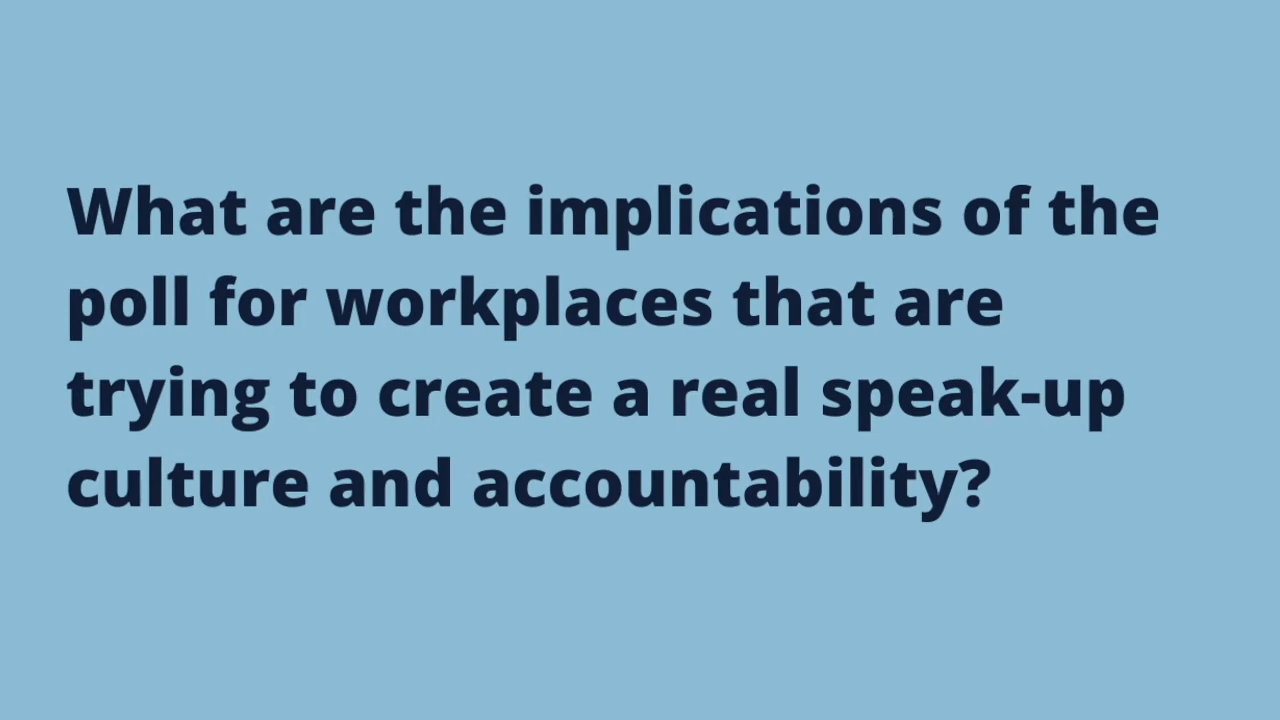 What are the implications of the
poll for workplaces that are
trying to create a real speak-up
culture and accountability?